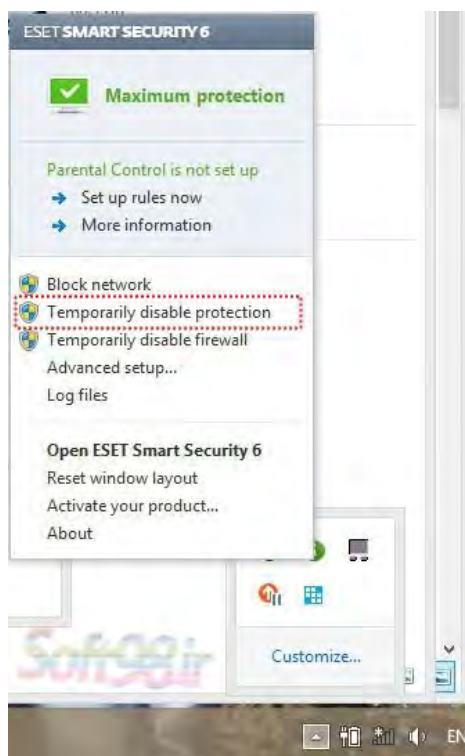 ESET SMART SECURITY 6
Maximum protection
Parental Control is not set up
Set up rules now
More information
Block network
Temporarily disable protection
Temporarily disable firewall
Advanced setup...
Log files
Open ESET Smart Security 6
Reset window layout
Activate your product...
About
Customize...
Soft98.ir
EN